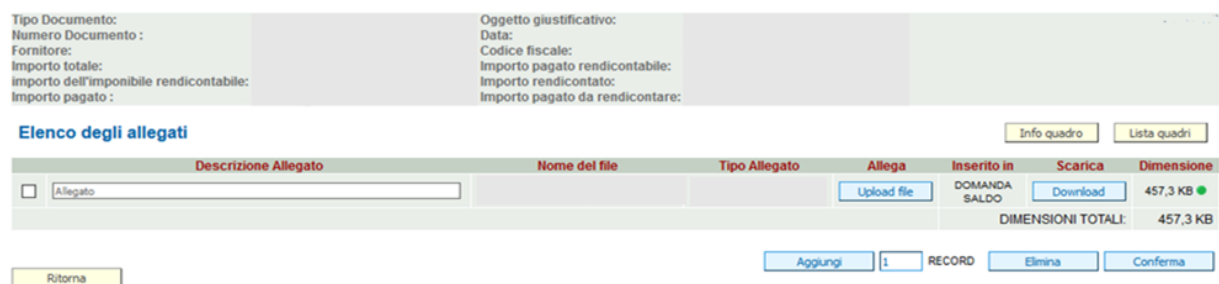 Tipo Documento: Oggetto giustificativo:
Numero Documento : Data:
Fornitore: Codice fiscale:
Importo totale: Importo pagato rendicontabile:
importo dell'imponibile rendicontabile: Importo rendicontato:
Importo pagato : Importo pagato da rendicontare:
Elenco degli allegati Info quadro Lista quadri
Descrizione Allegato Nome del file Tipo Allegato Allega Inserito in Scarica Dimensione
Allegato Upload file DOMANDA SALDO Download 457,3 KB
DIMENSIONI TOTALI: 457,3 KB
Aggiungi 1 RECORD Elimina Conferma
Ritorna